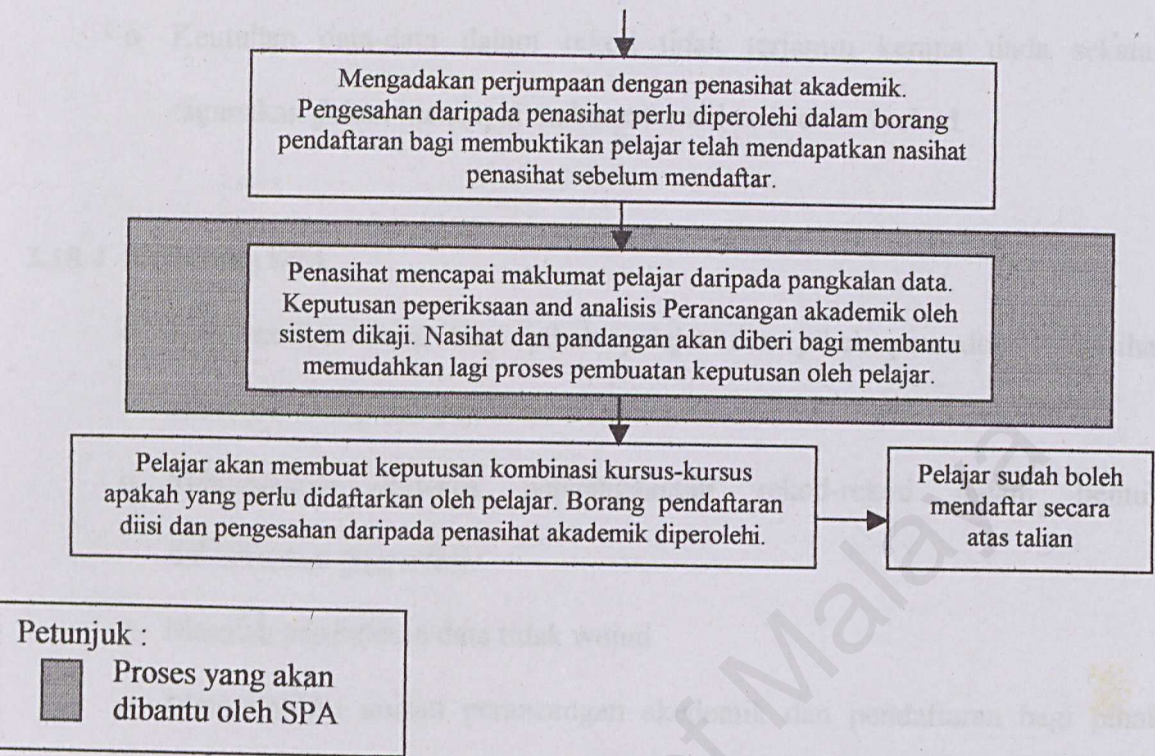 Mengadakan perjumpaan dengan penasihat akademik.
Pengesahan daripada penasihat perlu diperolehi dalam borang
pendaftaran bagi membuktikan pelajar telah mendapatkan nasihat
penasihat sebelum mendaftar.
Penasihat mencapai maklumat pelajar daripada pangkalan data.
Keputusan peperiksaan and analisis Perancangan akademik oleh
sistem dikaji. Nasihat dan pandangan akan diberi bagi membantu
memudahkan lagi proses pembuatan keputusan oleh pelajar.
Pelajar akan membuat keputusan kombinasi kursus-kursus
apakah yang perlu didaftarkan oleh pelajar. Borang pendaftaran
diisi dan pengesahan daripada penasihat akademik diperolehi.
Pelajar sudah boleh
mendaftar secara
atas talian
Petunjuk :
Proses yang akan
dibantu oleh SPA
of Malaya